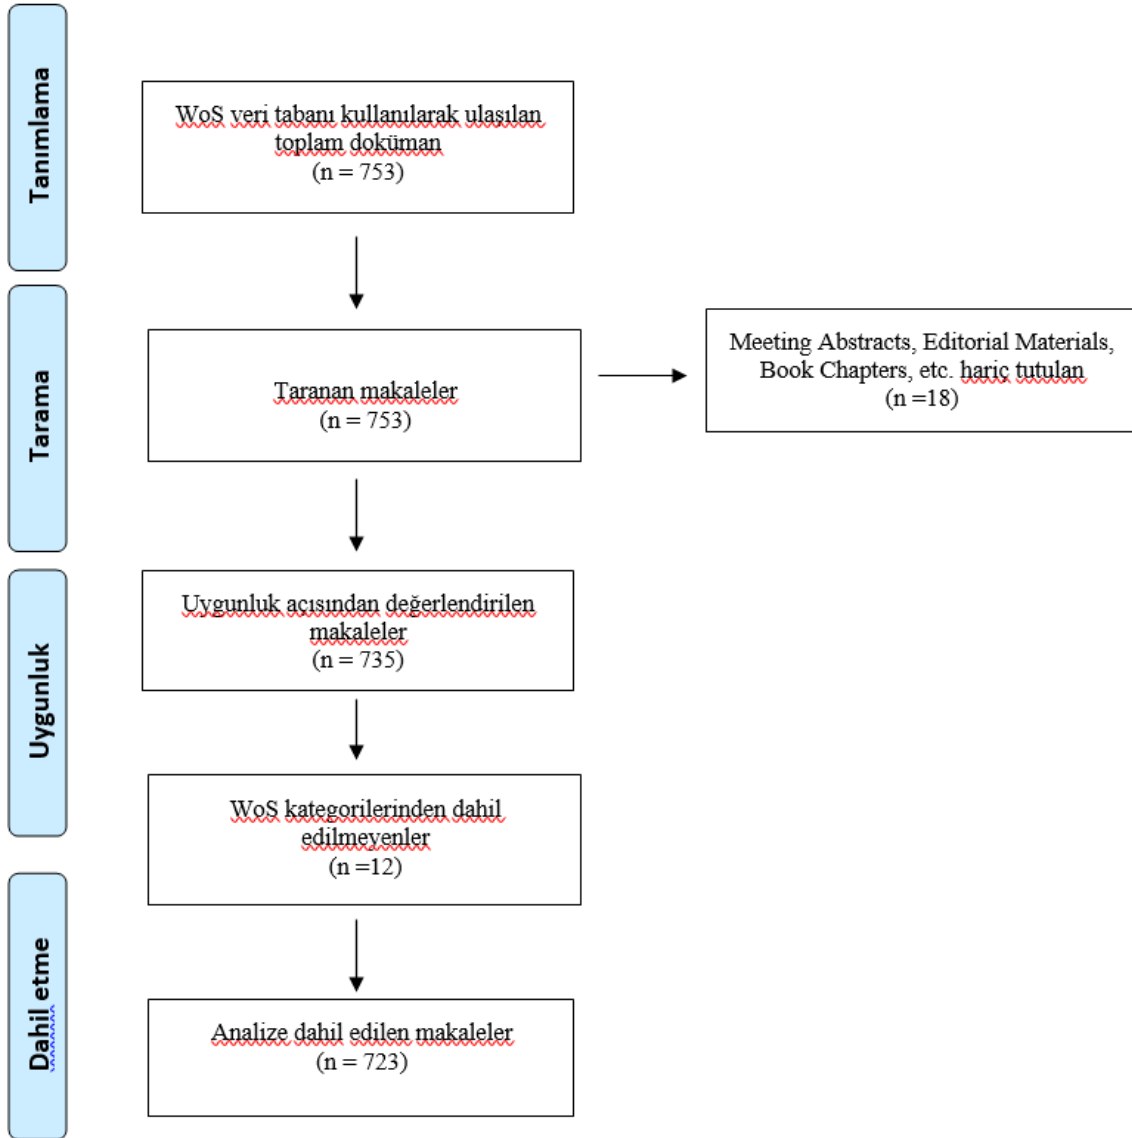 Tanımlama
WoS veri tabanı kullanılarak ulaşılan
toplam doküman
(n = 753)
Tarama
Taranan makaleler
(n = 753)
Meeting Abstracts, Editorial Materials,
Book Chapters, etc. hariç tutulan
(n =18)
Uygunluk
Uygunluk açısından değerlendirilen
makaleler
(n = 735)
WoS kategorilerinden dahil
edilmeyenler
(n =12)
Dahil etme
Analize dahil edilen makaleler
(n = 723)